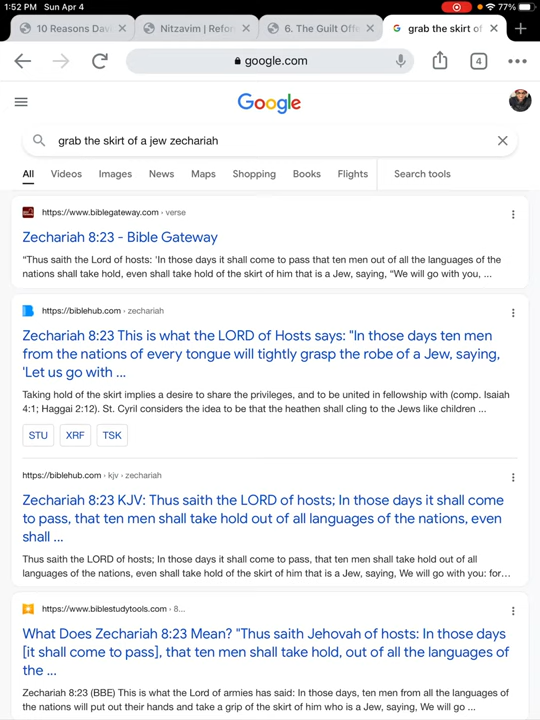 1:52 PM Sun Apr 4
77%
10 Reasons Dav
Nitzavim | Refor
6. The Guilt Offe
grab the skirt of
google.com
4
Google
grab the skirt of a jew zechariah
All Videos Images News Maps Shopping Books Flights Search tools
https://www.biblegateway.com › verse
Zechariah 8:23 - Bible Gateway
“Thus saith the Lord of hosts: ‘In those days it shall come to pass that ten men out of all the languages of the
nations shall take hold, even shall take hold of the skirt of him that is a Jew, saying, “We will go with you, ...
https://biblehub.com › zechariah
Zechariah 8:23 This is what the LORD of Hosts says: "In those days ten men
from the nations of every tongue will tightly grasp the robe of a Jew, saying,
'Let us go with ...
Taking hold of the skirt implies a desire to share the privileges, and to be united in fellowship with (comp. Isaiah
4:1; Haggai 2:12). St. Cyril considers the idea to be that the heathen shall cling to the Jews like children ...
STU XRF TSK
https://biblehub.com › kjv › zechariah
Zechariah 8:23 KJV: Thus saith the LORD of hosts; In those days it shall come
to pass, that ten men shall take hold out of all languages of the nations, even
shall ...
Thus saith the LORD of hosts; In those days it shall come to pass, that ten men shall take hold out of all
languages of the nations, even shall take hold of the skirt of him that is a Jew, saying, We will go with you: for...
https://www.biblestudytools.com › 8...
What Does Zechariah 8:23 Mean? "Thus saith Jehovah of hosts: In those days
[it shall come to pass], that ten men shall take hold, out of all the languages of
the ...
Zechariah 8:23 (BBE) This is what the Lord of armies has said: In those days, ten men from all the languages of
the nations will put out their hands and take a grip of the skirt of him who is a Jew, saying, We will go ...